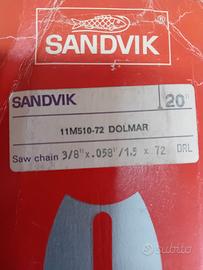 SANDVIK
®
SANDVIK 20"
11M510-72 DOLMAR
Saw chain 3/8"x.058"/1.5 x 72 DRL
subito